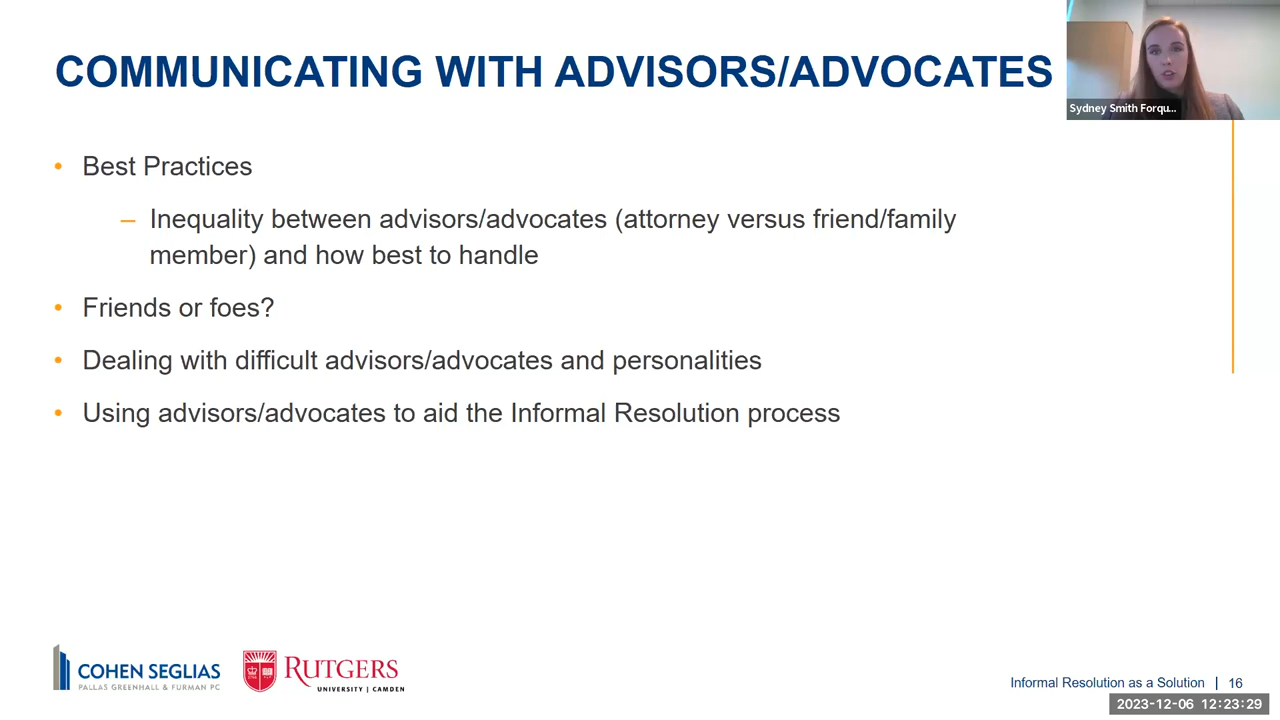 COMMUNICATING WITH ADVISORS/ADVOCATES
Sydney Smith Forqu...
• Best Practices
– Inequality between advisors/advocates (attorney versus friend/family
member) and how best to handle
• Friends or foes?
• Dealing with difficult advisors/advocates and personalities
• Using advisors/advocates to aid the Informal Resolution process
COHEN SEGLIAS
PALLAS GREENHALL & FURMAN PC
RUTGERS
UNIVERSITY | CAMDEN
Informal Resolution as a Solution | 16
2023-12-06 12:23:29